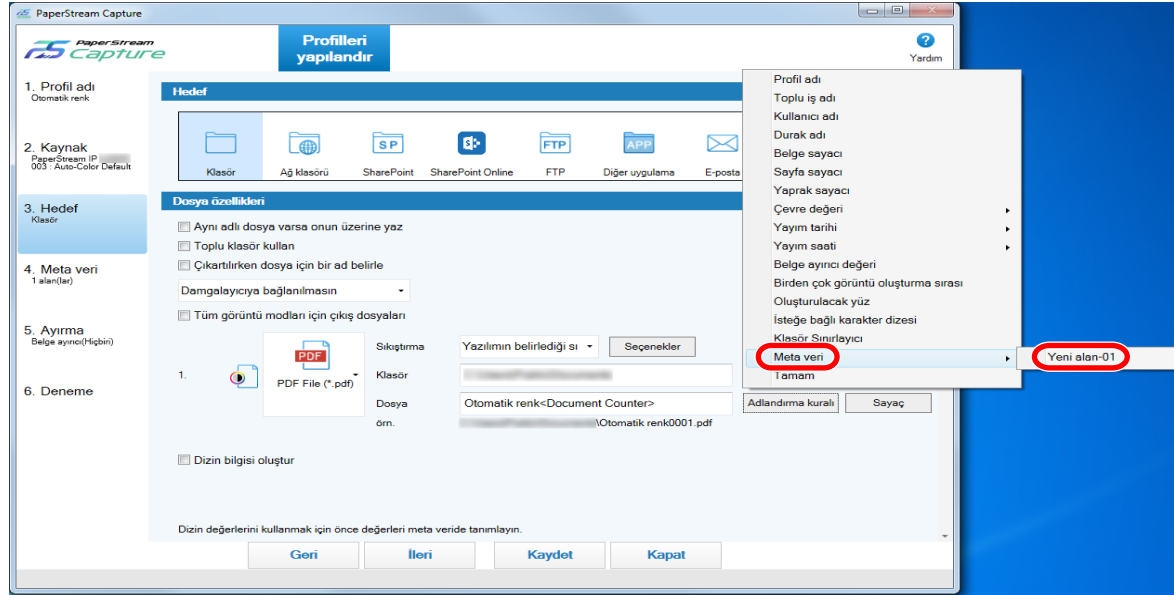 PaperStream Capture
PaperStream
Capture
Profilleri
yapılandır
Yardım
1. Profil adı
Otomatik renk
2. Kaynak
PaperStream IP
003 : Auto-Color Default
3. Hedef
Klasör
4. Meta veri
1 alan(lar)
5. Ayırma
Belge ayırıcı(Hiçbiri)
6. Deneme
Hedef
Klasör
Ağ klasörü
SP
SharePoint
SharePoint Online
FTP
FTP
APP
Diğer uygulama
E-posta
Dosya özellikleri
Aynı adlı dosya varsa onun üzerine yaz
Toplu klasör kullan
Çıkartılırken dosya için bir ad belirle
Damgalayıcıya bağlanılmasın
Tüm görüntü modları için çıkış dosyaları
1.
PDF
PDF File (*.pdf)
Sıkıştırma
Yazılımın belirlediği sı
Seçenekler
Klasör
Dosya
Otomatik renk<Document Counter>
Adlandırma kuralı
Sayaç
örn.
\Otomatik renk0001.pdf
Dizin bilgisi oluştur
Dizin değerlerini kullanmak için önce değerleri meta veride tanımlayın.
Geri
İleri
Kaydet
Kapat
Profil adı
Toplu iş adı
Kullanıcı adı
Durak adı
Belge sayacı
Sayfa sayacı
Yaprak sayacı
Çevre değeri
Yayım tarihi
Yayım saati
Belge ayırıcı değeri
Birden çok görüntü oluşturma sırası
Oluşturulacak yüz
İsteğe bağlı karakter dizesi
Klasör Sınırlayıcı
Meta veri
Tamam
Yeni alan-01